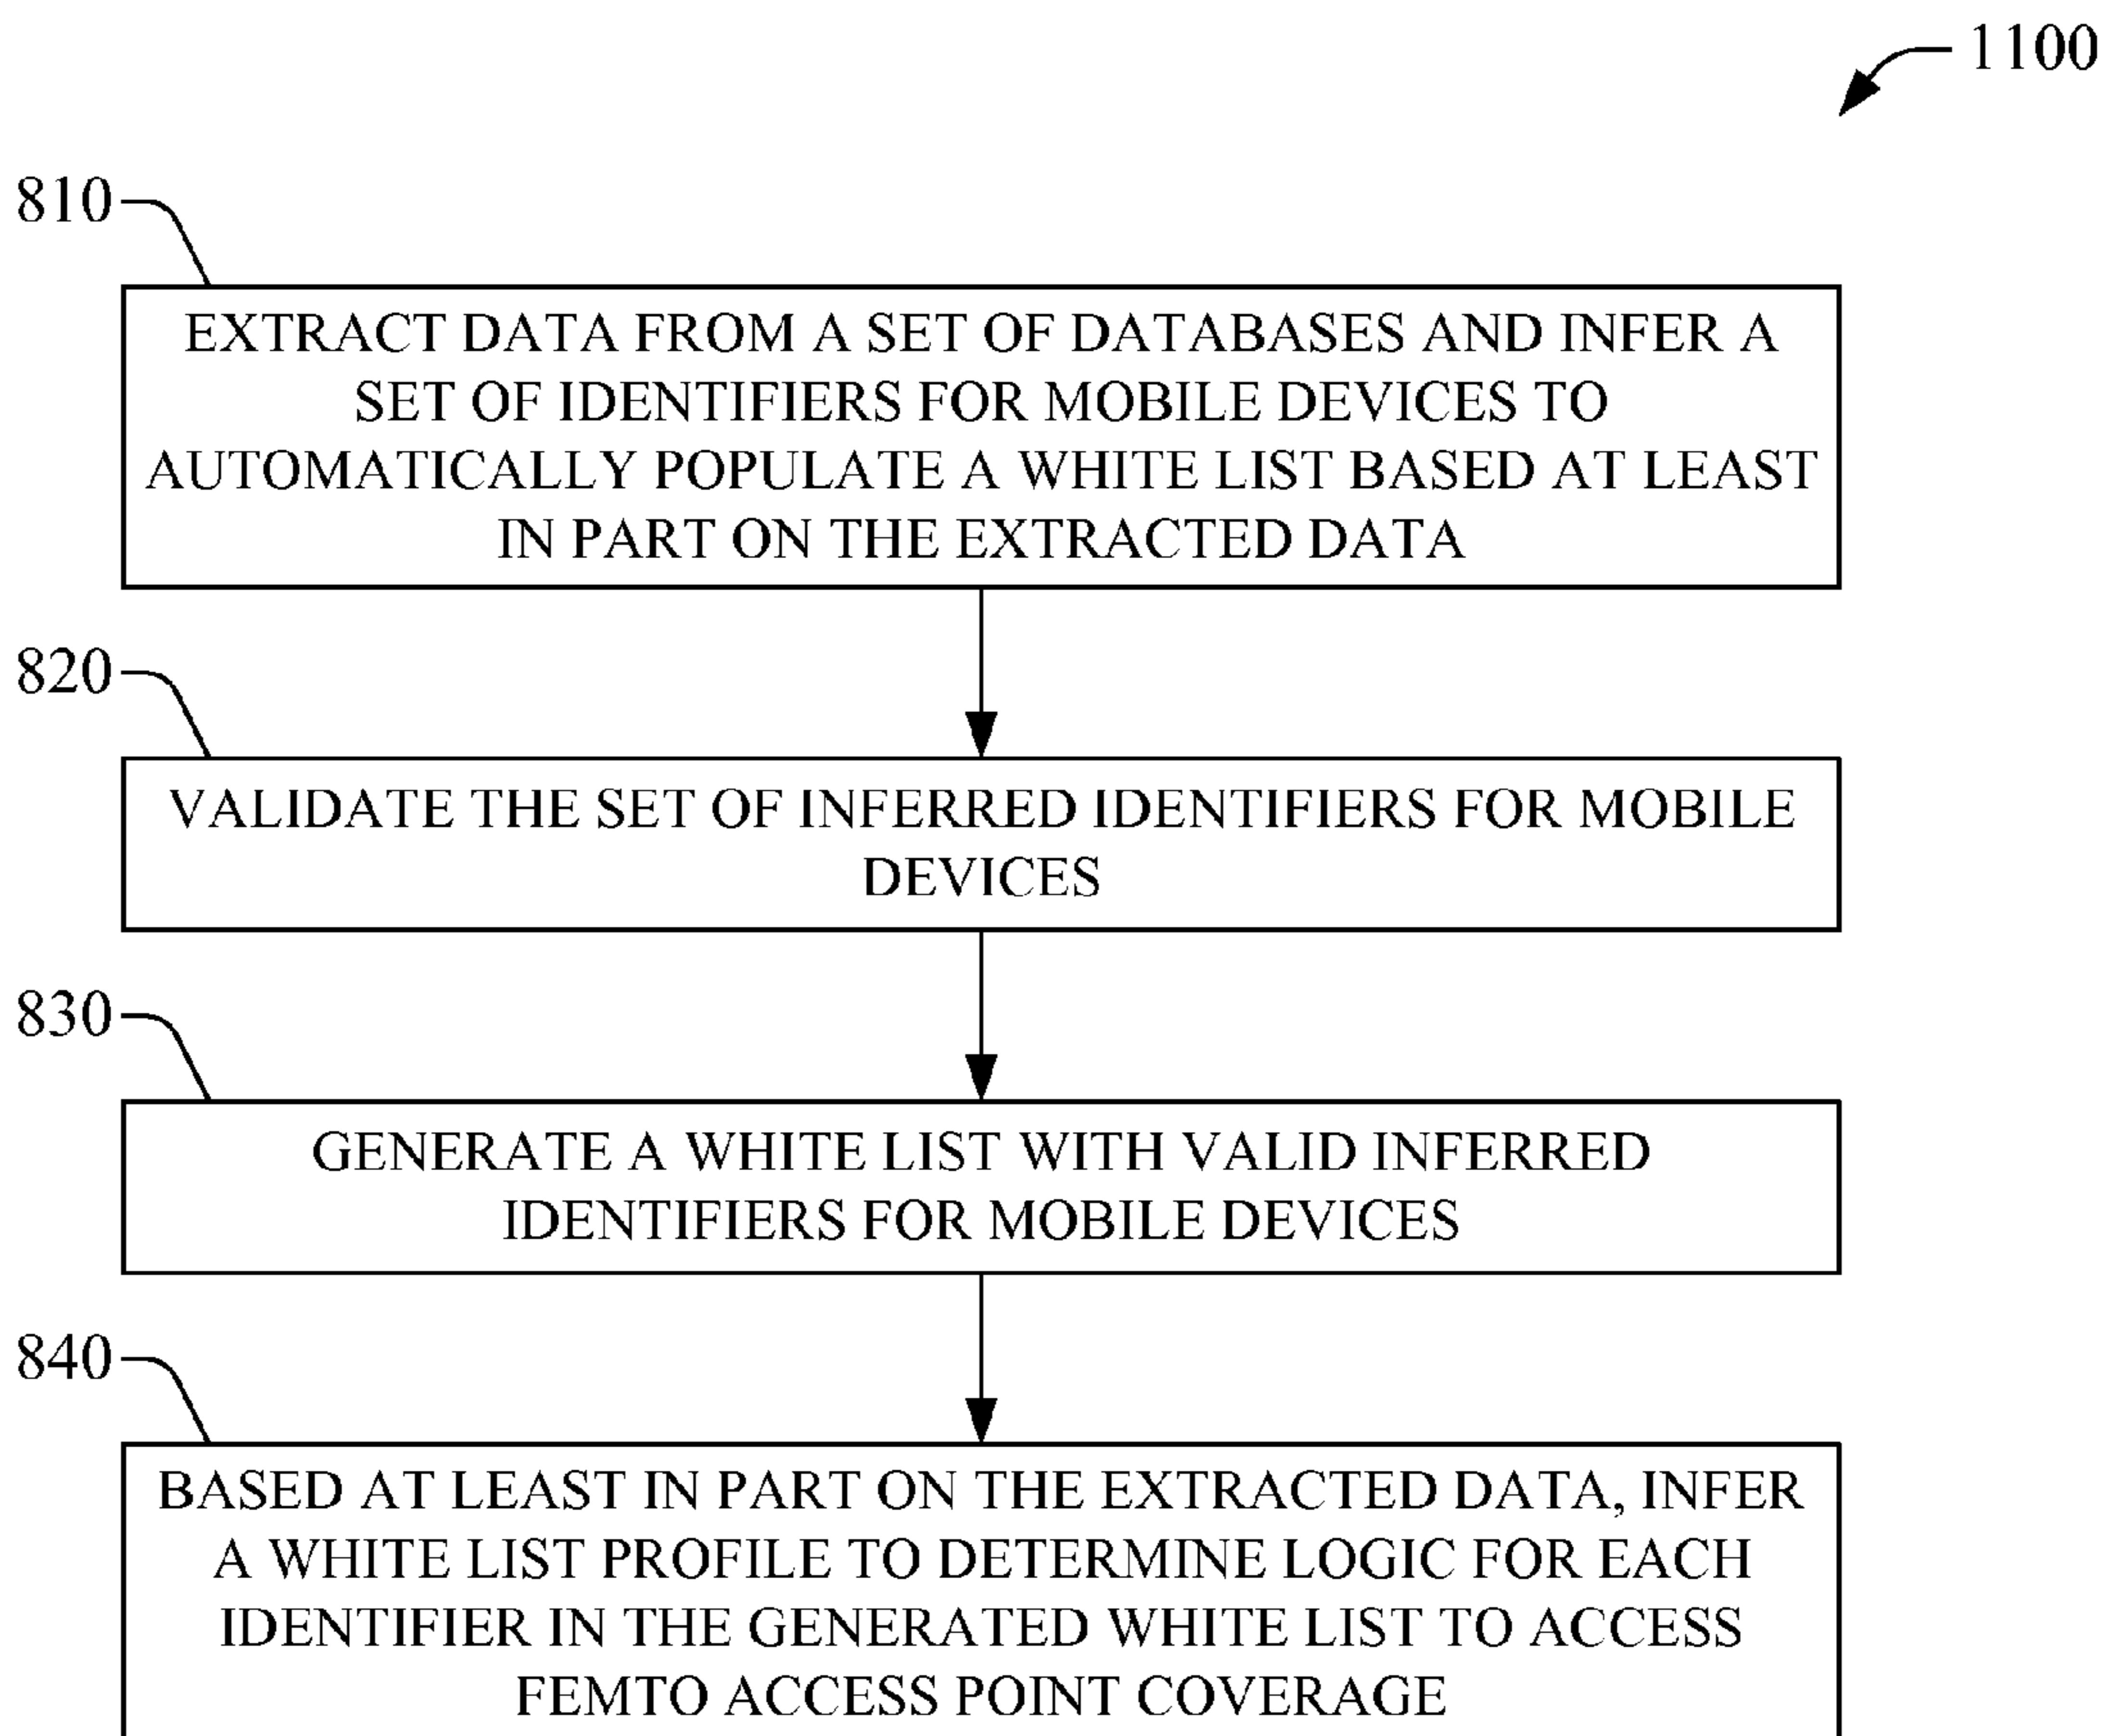 1100
810
EXTRACT DATA FROM A SET OF DATABASES AND INFER A
SET OF IDENTIFIERS FOR MOBILE DEVICES TO
AUTOMATICALLY POPULATE A WHITE LIST BASED AT LEAST
IN PART ON THE EXTRACTED DATA
820
VALIDATE THE SET OF INFERRED IDENTIFIERS FOR MOBILE
DEVICES
830
GENERATE A WHITE LIST WITH VALID INFERRED
IDENTIFIERS FOR MOBILE DEVICES
840
BASED AT LEAST IN PART ON THE EXTRACTED DATA, INFER
A WHITE LIST PROFILE TO DETERMINE LOGIC FOR EACH
IDENTIFIER IN THE GENERATED WHITE LIST TO ACCESS
FEMTO ACCESS POINT COVERAGE